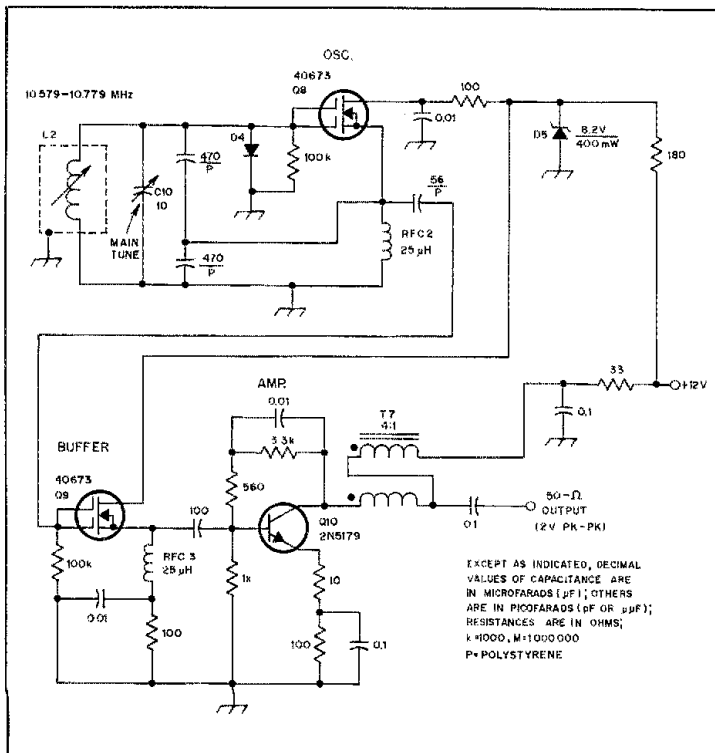 OSC.
10.579–10.779 MHz
40673
Q8
100
L2
470
P
D4
100k
0.01
D5
8.2V
400 mW
180
C10
10
MAIN
TUNE
56
P
RFC 2
25 µH
470
P
33
+12V
AMP.
0.01
3.3k
T7
4:1
0.1
BUFFER
40673
Q9
560
100
Q10
2N5179
0.1
50-Ω
OUTPUT
(2V PK-PK)
100k
RFC 3
25 µH
1k
10
0.01
100
100
0.1
EXCEPT AS INDICATED, DECIMAL
VALUES OF CAPACITANCE ARE
IN MICROFARADS (µF); OTHERS
ARE IN PICOFARADS (pF OR µµF);
RESISTANCES ARE IN OHMS;
k=1000, M=1000000
P=POLYSTYRENE